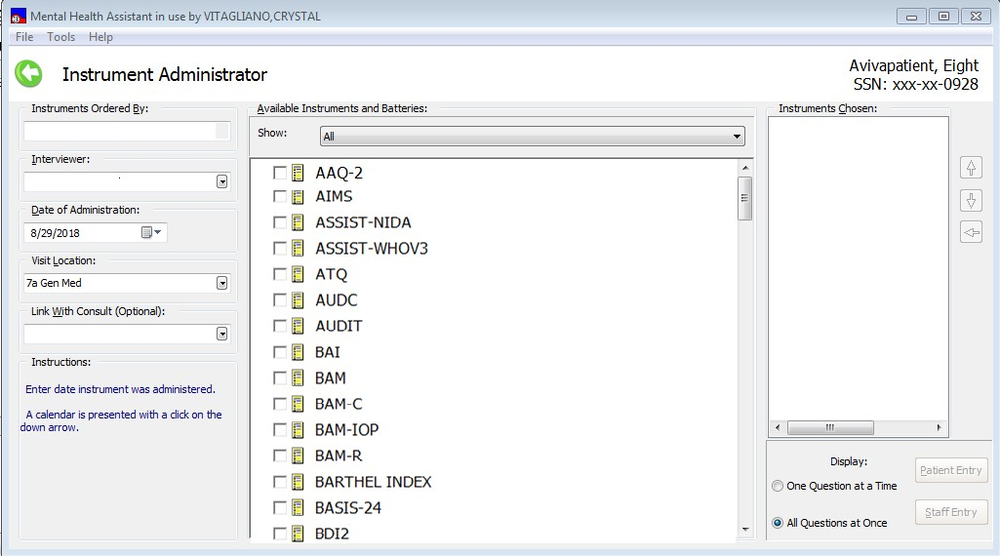 Mental Health Assistant in use by VITAGLIANO,CRYSTAL
File Tools Help
Instrument Administrator
Avivapatient, Eight
SSN: xxx-xx-0928
Instruments Ordered By:
Interviewer:
Date of Administration:
8/29/2018
Visit Location:
7a Gen Med
Link With Consult (Optional):
Instructions:
Enter date instrument was administered.
A calendar is presented with a click on the
down arrow.
Available Instruments and Batteries:
Show: All
AAQ-2
AIMS
ASSIST-NIDA
ASSIST-WHOV3
ATQ
AUDC
AUDIT
BAI
BAM
BAM-C
BAM-IOP
BAM-R
BARTHEL INDEX
BASIS-24
BDI2
Instruments Chosen:
Display:
One Question at a Time
All Questions at Once
Patient Entry
Staff Entry